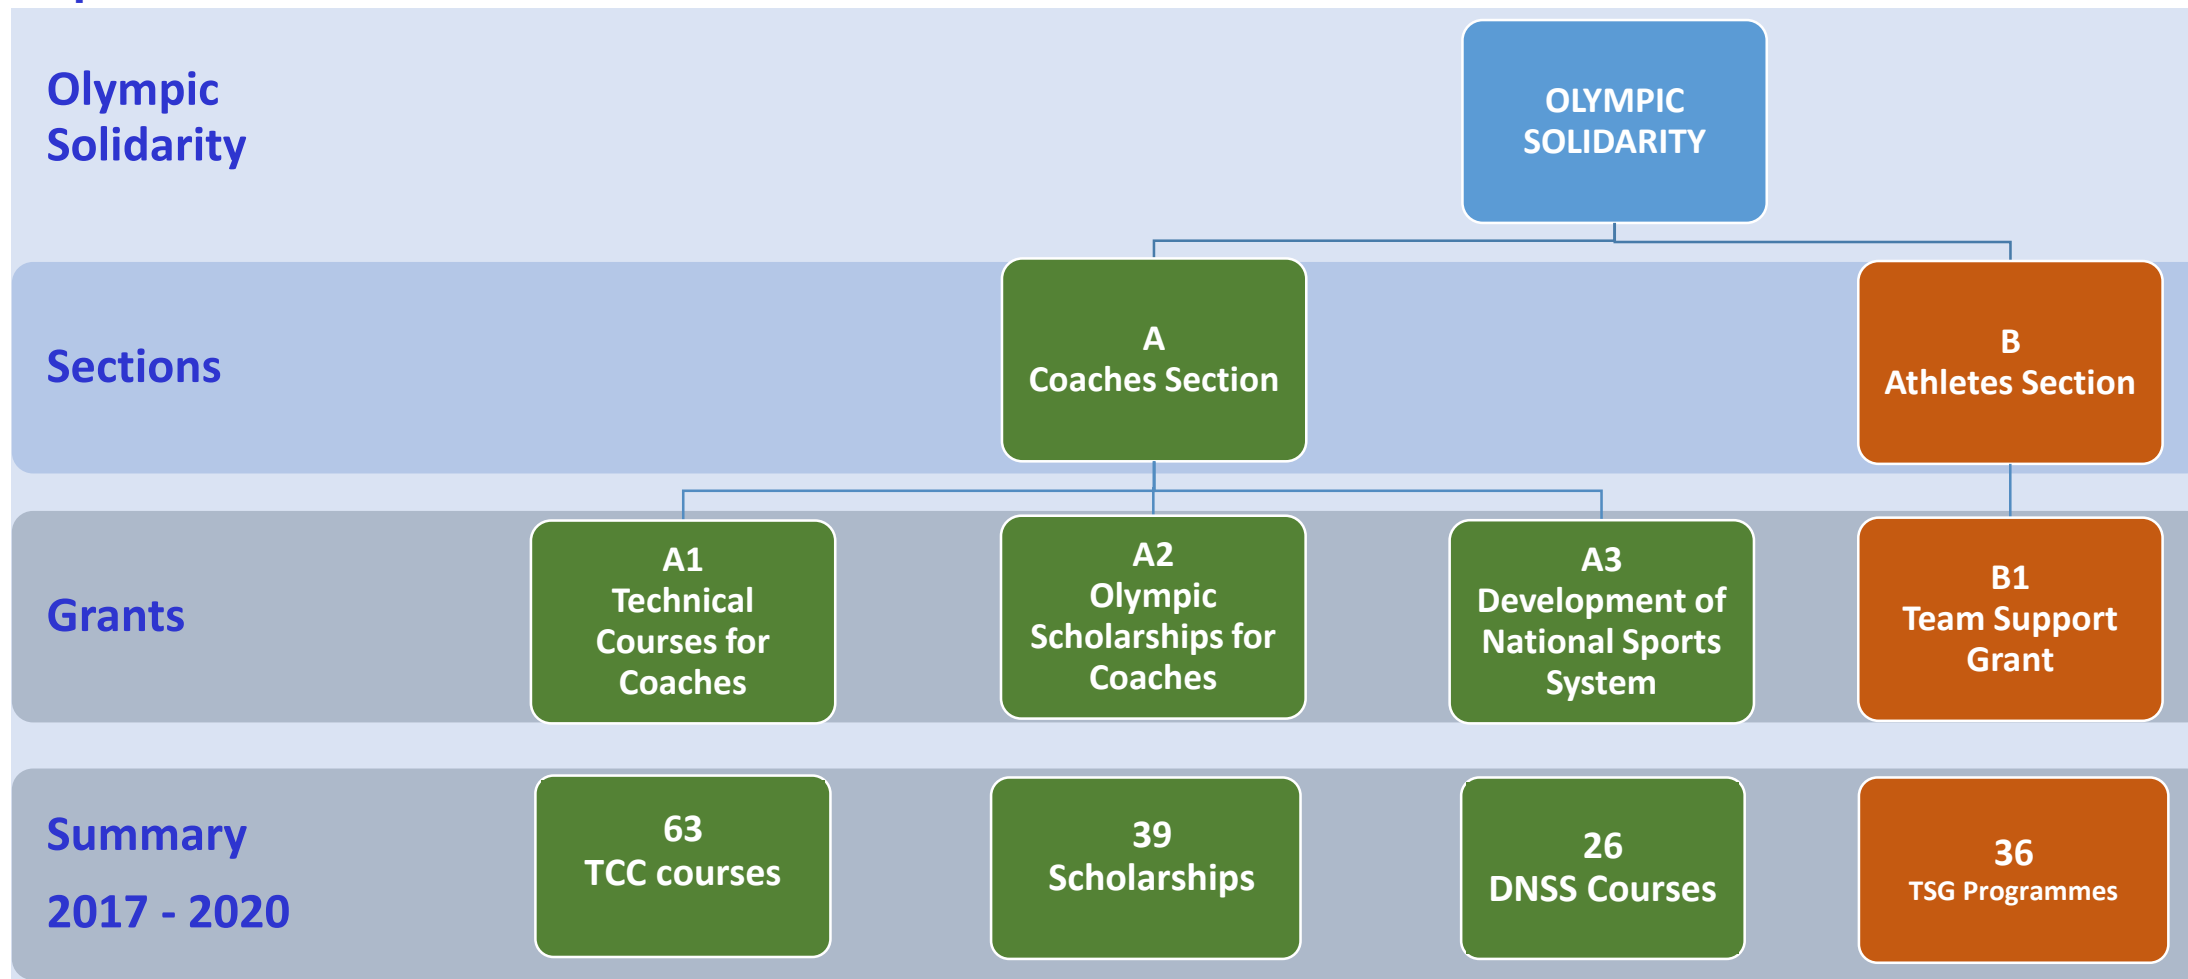 Olympic
Solidarity
OLYMPIC
SOLIDARITY
Sections
A
Coaches Section
B
Athletes Section
Grants
A1
Technical
Courses for
Coaches
A2
Olympic
Scholarships for
Coaches
A3
Development of
National Sports
System
B1
Team Support
Grant
Summary
2017 - 2020
63
TCC courses
39
Scholarships
26
DNSS Courses
36
TSG Programmes